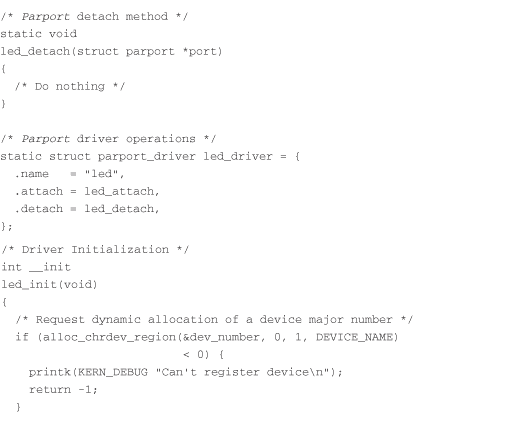 /* Parport detach method */
static void
led_detach(struct parport *port)
{
  /* Do nothing */
}

/* Parport driver operations */
static struct parport_driver led_driver = {
  .name   = "led",
  .attach = led_attach,
  .detach = led_detach,
};
/* Driver Initialization */
int __init
led_init(void)
{
  /* Request dynamic allocation of a device major number */
  if (alloc_chrdev_region(&dev_number, 0, 1, DEVICE_NAME)
                          < 0) {
    printk(KERN_DEBUG "Can't register device\n");
    return -1;
  }